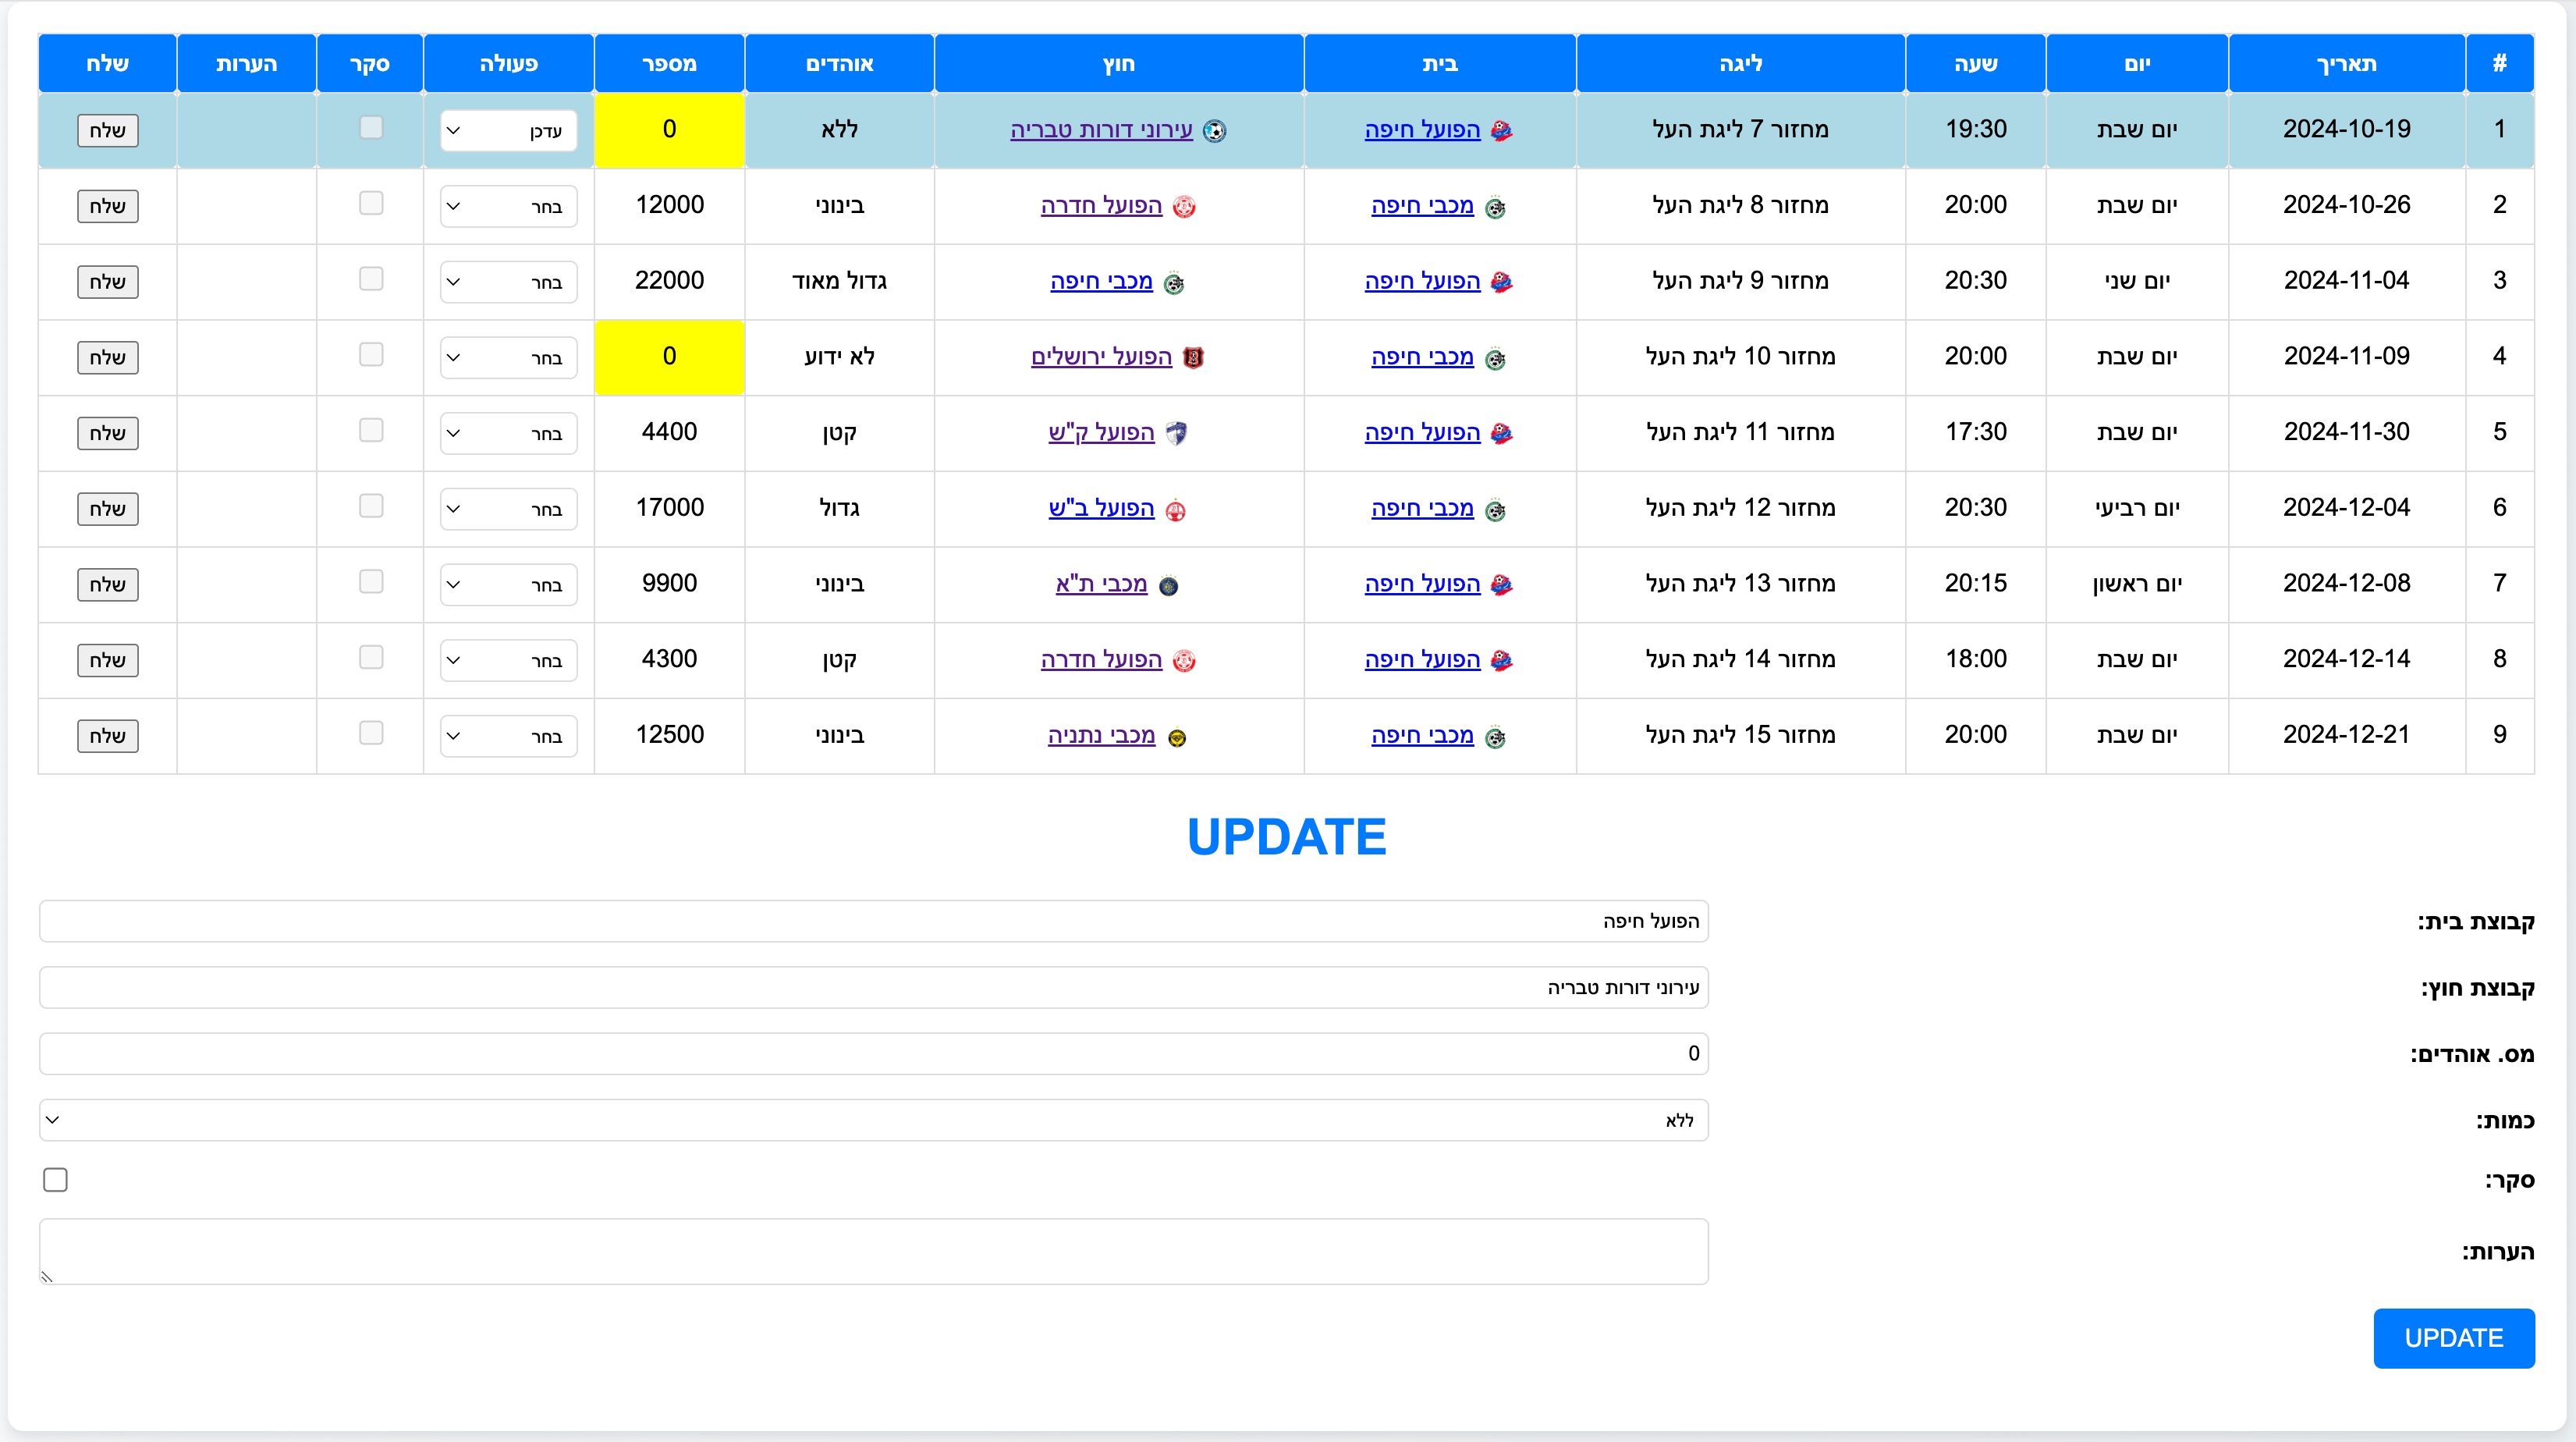 # תאריך יום שעה ליגה בית חוץ אוהדים מספר פעולה סקר הערות שלח
1 2024-10-19 יום שבת 19:30 מחזור 7 ליגת העל הפועל חיפה עירוני דורות טבריה ללא 0 עדכן שלח
2 2024-10-26 יום שבת 20:00 מחזור 8 ליגת העל מכבי חיפה הפועל חדרה בינוני 12000 בחר שלח
3 2024-11-04 יום שני 20:30 מחזור 9 ליגת העל הפועל חיפה מכבי חיפה גדול מאוד 22000 בחר שלח
4 2024-11-09 יום שבת 20:00 מחזור 10 ליגת העל מכבי חיפה הפועל ירושלים לא ידוע 0 בחר שלח
5 2024-11-30 יום שבת 17:30 מחזור 11 ליגת העל הפועל חיפה הפועל ק"ש קטן 4400 בחר שלח
6 2024-12-04 יום רביעי 20:30 מחזור 12 ליגת העל מכבי חיפה הפועל ב"ש גדול 17000 בחר שלח
7 2024-12-08 יום ראשון 20:15 מחזור 13 ליגת העל הפועל חיפה מכבי ת"א בינוני 9900 בחר שלח
8 2024-12-14 יום שבת 18:00 מחזור 14 ליגת העל הפועל חיפה הפועל חדרה קטן 4300 בחר שלח
9 2024-12-21 יום שבת 20:00 מחזור 15 ליגת העל מכבי חיפה מכבי נתניה בינוני 12500 בחר שלח
UPDATE
קבוצת בית: הפועל חיפה
קבוצת חוץ: עירוני דורות טבריה
מס. אוהדים: 0
כמות: ללא
סקר:
הערות:
UPDATE